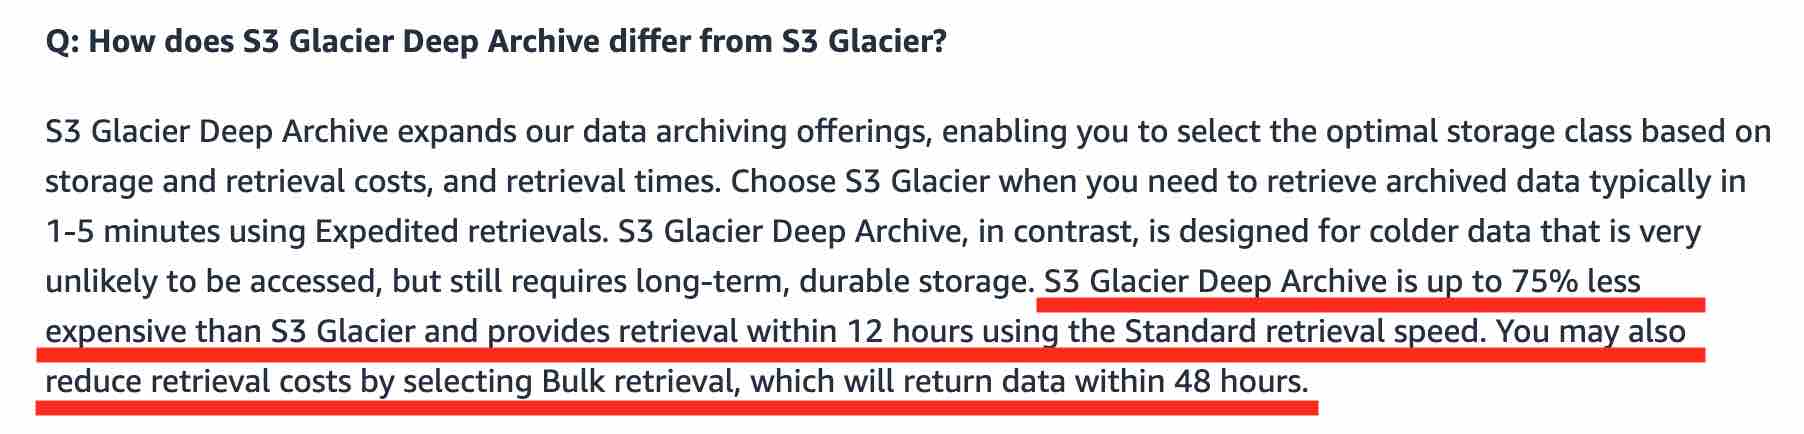 Q: How does S3 Glacier Deep Archive differ from S3 Glacier?
S3 Glacier Deep Archive expands our data archiving offerings, enabling you to select the optimal storage class based on
storage and retrieval costs, and retrieval times. Choose S3 Glacier when you need to retrieve archived data typically in
1-5 minutes using Expedited retrievals. S3 Glacier Deep Archive, in contrast, is designed for colder data that is very
unlikely to be accessed, but still requires long-term, durable storage. S3 Glacier Deep Archive is up to 75% less
expensive than S3 Glacier and provides retrieval within 12 hours using the Standard retrieval speed. You may also
reduce retrieval costs by selecting Bulk retrieval, which will return data within 48 hours.